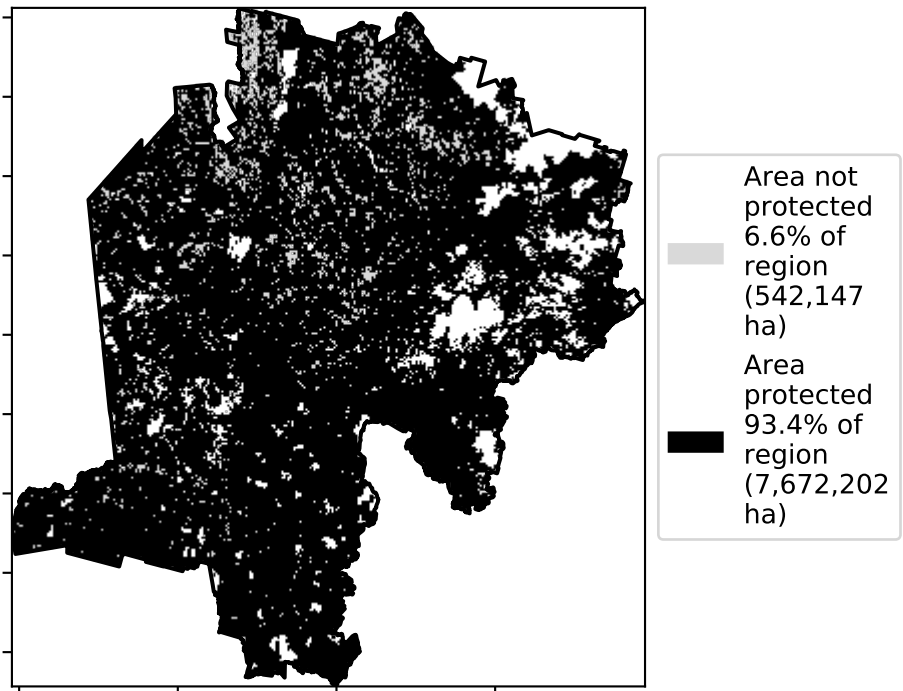 Area not
protected
6.6% of
region
(542,147
ha)
Area
protected
93.4% of
region
(7,672,202
ha)